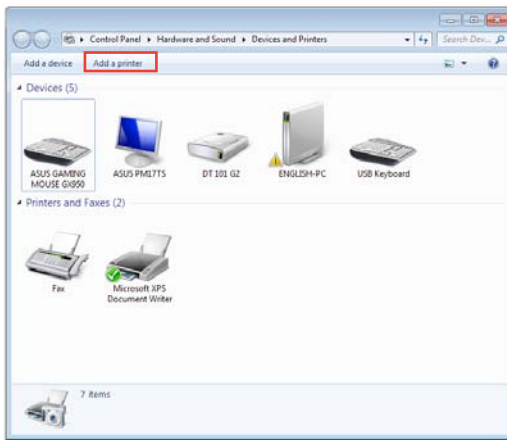 Control Panel ▸ Hardware and Sound ▸ Devices and Printers
Search Dev...
Add a device
Add a printer
Devices (5)
ASUS GAMING
MOUSE GX950
ASUS PM17TS
DT 101 G2
ENGLISH-PC
USB Keyboard
Printers and Faxes (2)
Fax
Microsoft XPS
Document Writer
7 items